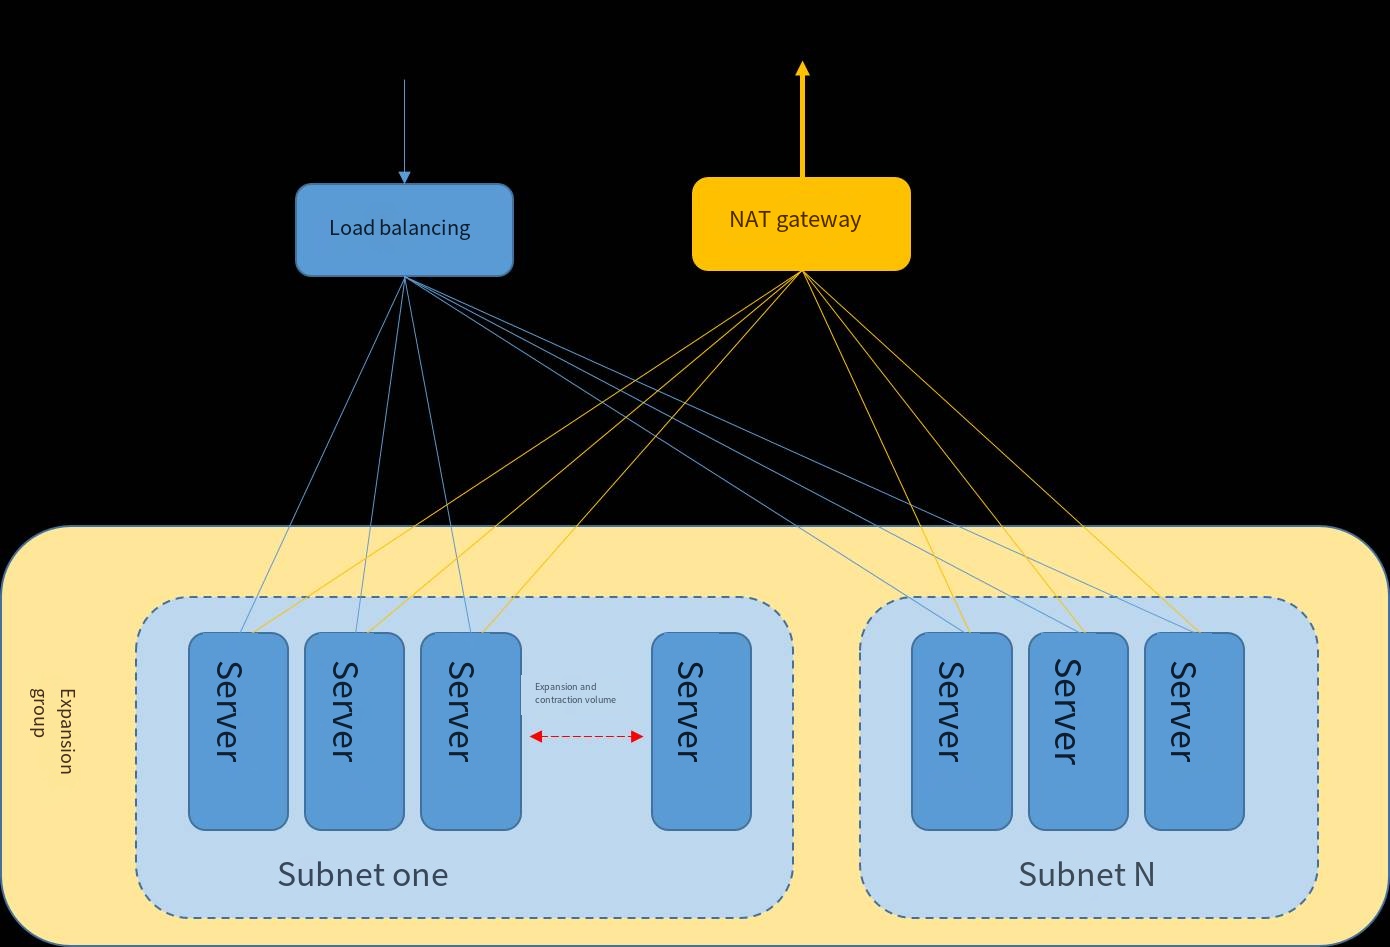 Load balancing
NAT gateway
Expansion
group
Server
Server
Server
Expansion and
contraction volume
Server
Server
Server
Server
Subnet one
Subnet N